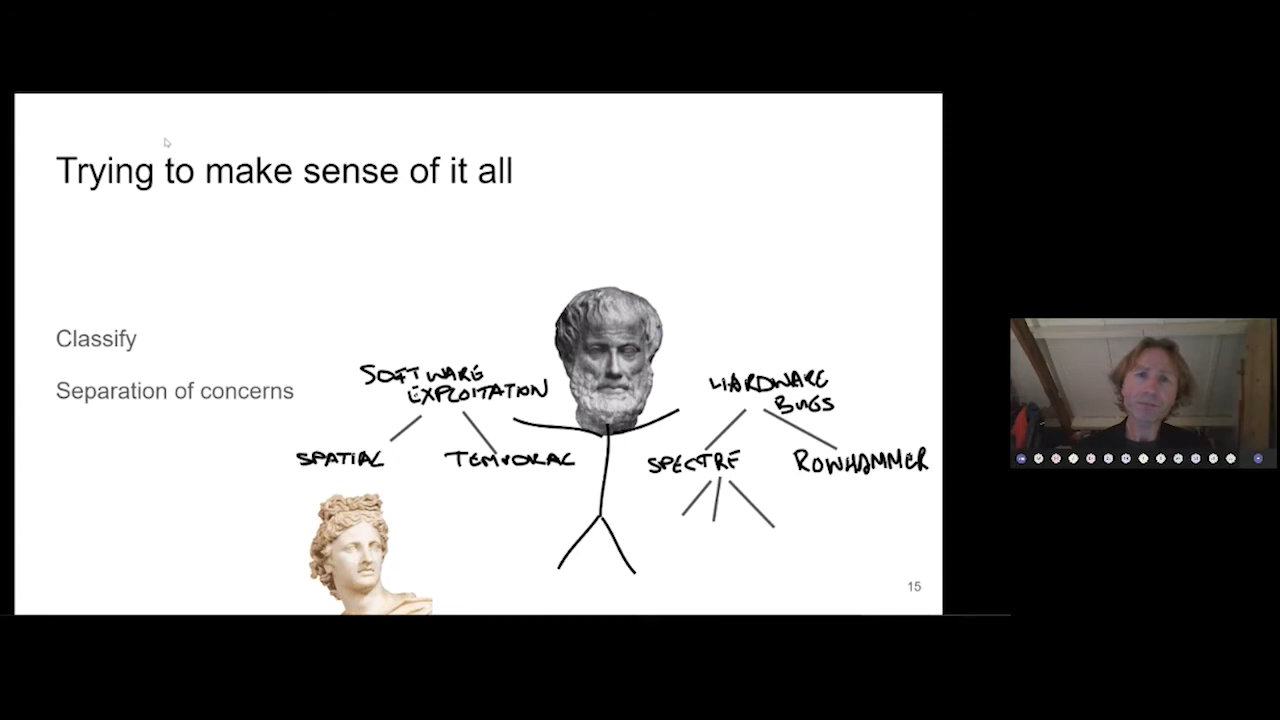 Trying to make sense of it all
Classify
Separation of concerns
SOFTWARE
EXPLOITATION
SPATIAL
TEMPORAL
HARDWARE
BUGS
SPECTRE
ROWHAMMER
15